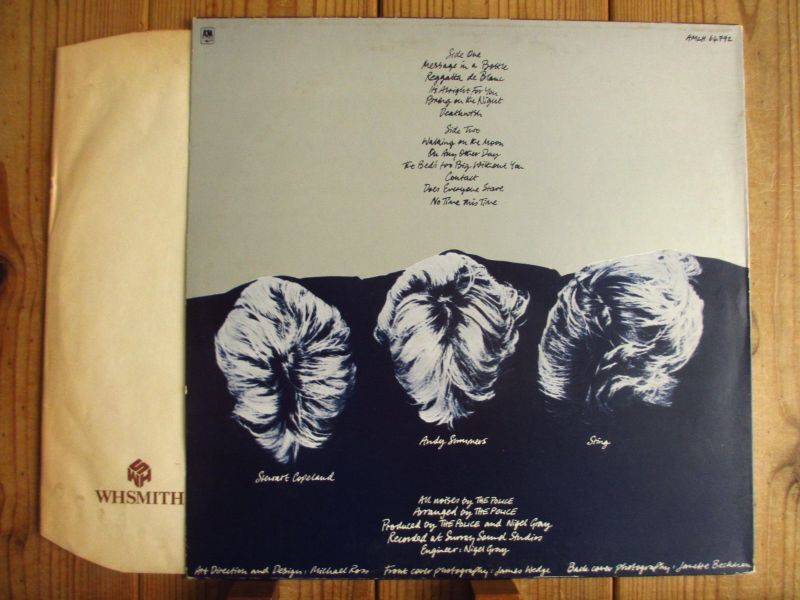 A&M
AMLH 64792
Side One
Message in a Bottle
Reggatta de Blanc
It's Alright For You
Bring on the Night
Deathwish
Side Two
Walking on the Moon
On Any Other Day
The Bed's too Big Without You
Contact
Does Everyone Stare
No Time This Time
Andy Summers
Sting
Stewart Copeland
WHSMITH
All noises by THE POLICE
Arranged by THE POLICE
Produced by THE POLICE and Nigel Gray
Recorded at Surrey Sound Studios
Engineer: Nigel Gray
Art Direction and Design: Michael Ross Front cover photography: James Wedge Back cover photography: Janette Beckman